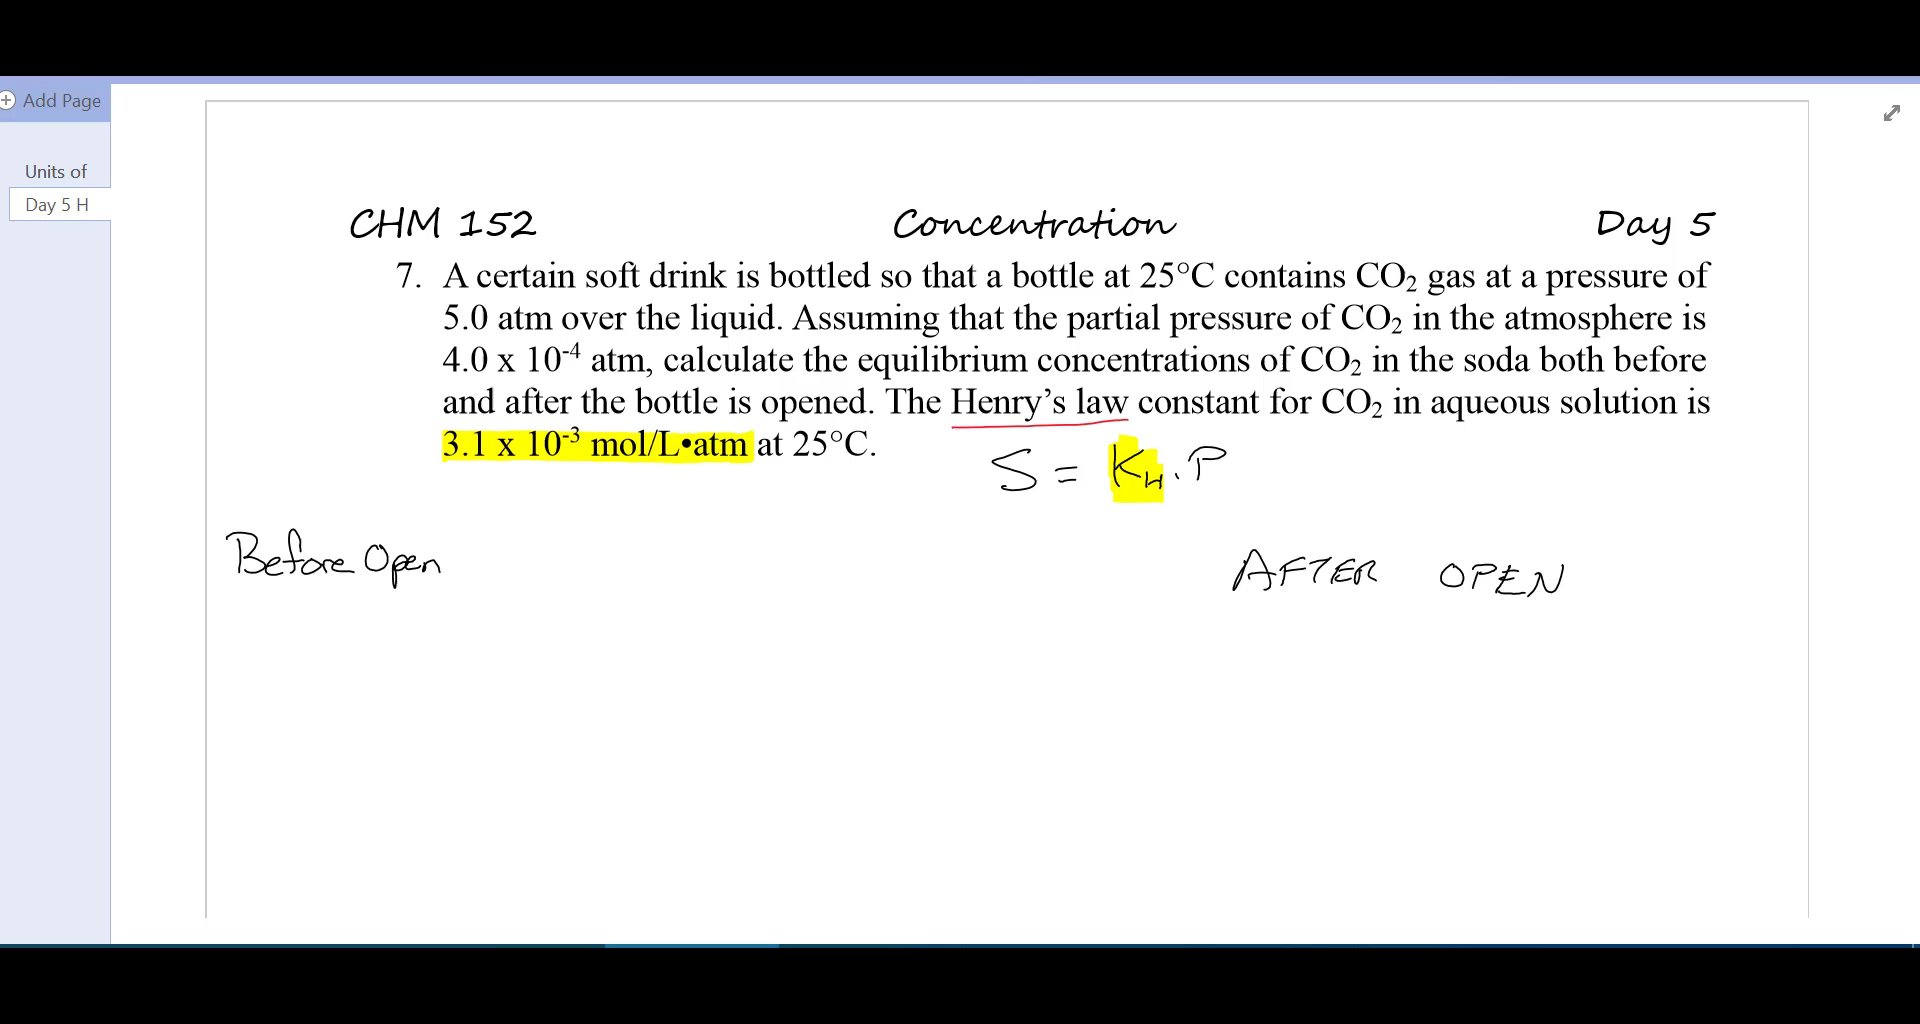 Add Page
Units of
Day 5 H
CHM 152 Concentration Day 5
7. A certain soft drink is bottled so that a bottle at 25°C contains CO₂ gas at a pressure of
5.0 atm over the liquid. Assuming that the partial pressure of CO₂ in the atmosphere is
4.0 x 10⁻⁴ atm, calculate the equilibrium concentrations of CO₂ in the soda both before
and after the bottle is opened. The Henry’s law constant for CO₂ in aqueous solution is
3.1 x 10⁻³ mol/L•atm at 25°C.
S = K_H · P
Before Open AFTER OPEN